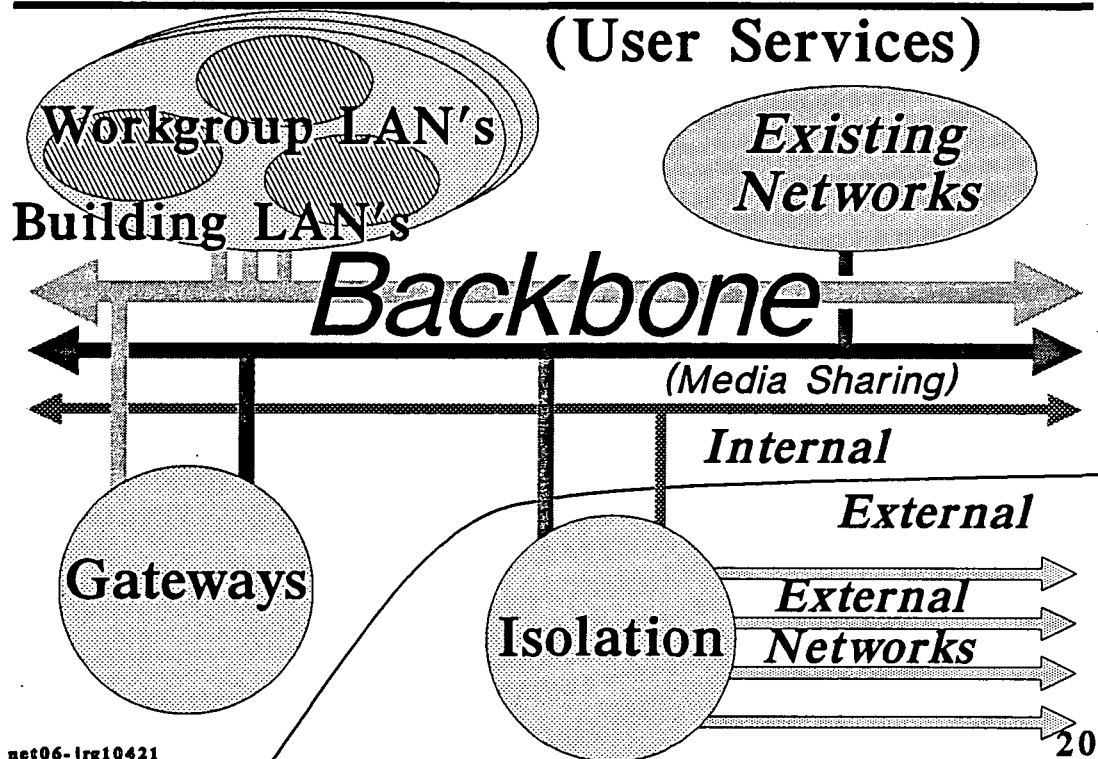 (User Services)
Workgroup LAN's
Building LAN's
Existing
Networks
Backbone
(Media Sharing)
Internal
External
Gateways
Isolation
External
Networks
net06-jrg10421
20